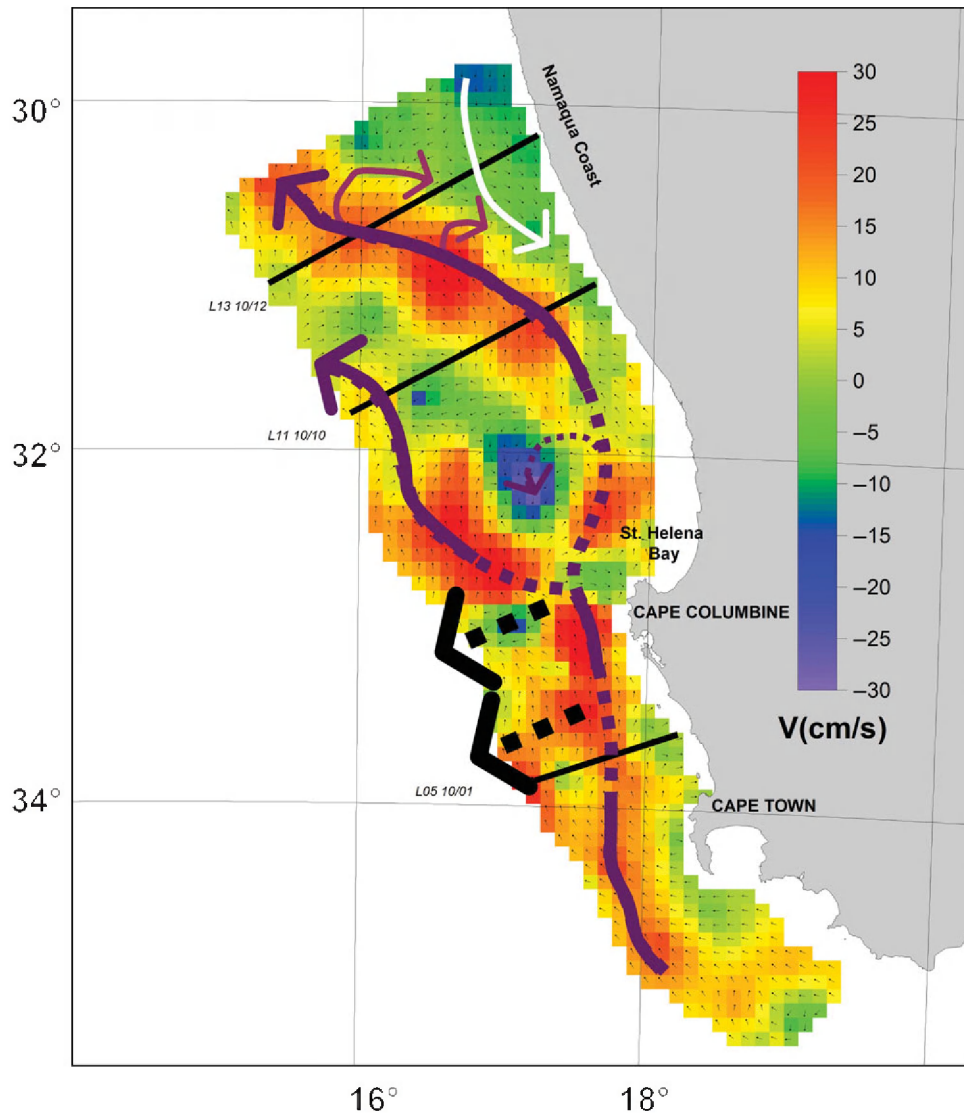 30°
32°
34°
16°
18°
Namaqua Coast
L13 10/12
L11 10/10
L05 10/01
St. Helena
Bay
CAPE COLUMBINE
CAPE TOWN
30
25
20
15
10
5
0
–5
–10
–15
–20
–25
–30
V(cm/s)